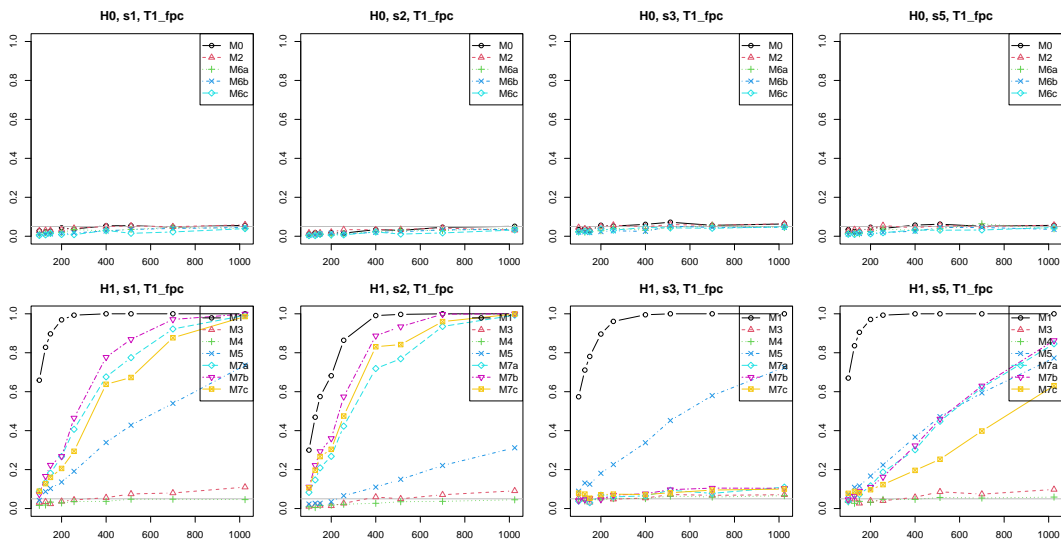 H0, s1, T1_fpc
H0, s2, T1_fpc
H0, s3, T1_fpc
H0, s5, T1_fpc
1.0 0.8 0.6 0.4 0.2 0.0
M0
M2
M6a
M6b
M6c
200 400 600 800 1000
1.0 0.8 0.6 0.4 0.2 0.0
M0
M2
M6a
M6b
M6c
200 400 600 800 1000
1.0 0.8 0.6 0.4 0.2 0.0
M0
M2
M6a
M6b
M6c
200 400 600 800 1000
1.0 0.8 0.6 0.4 0.2 0.0
M0
M2
M6a
M6b
M6c
200 400 600 800 1000
H1, s1, T1_fpc
H1, s2, T1_fpc
H1, s3, T1_fpc
H1, s5, T1_fpc
1.0 0.8 0.6 0.4 0.2 0.0
M1
M3
M4
M5
M7a
M7b
M7c
200 400 600 800 1000
1.0 0.8 0.6 0.4 0.2 0.0
M1
M3
M4
M5
M7a
M7b
M7c
200 400 600 800 1000
1.0 0.8 0.6 0.4 0.2 0.0
M1
M3
M4
M5
M7a
M7b
M7c
200 400 600 800 1000
1.0 0.8 0.6 0.4 0.2 0.0
M1
M3
M4
M5
M7a
M7b
M7c
200 400 600 800 1000